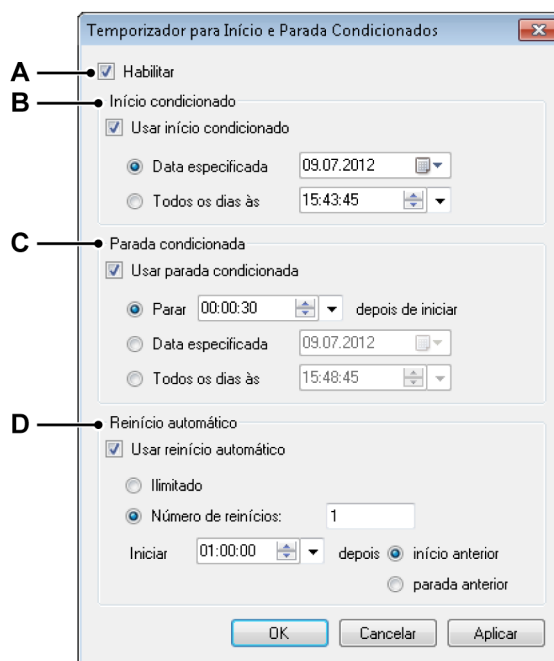 Temporizador para Início e Parada Condicionados
A
Habilitar
B
Início condicionado
Usar início condicionado
Data especificada 09.07.2012
Todos os dias às 15:43:45
C
Parada condicionada
Usar parada condicionada
Parar 00:00:30 depois de iniciar
Data especificada 09.07.2012
Todos os dias às 15:48:45
D
Reinício automático
Usar reinício automático
Ilimitado
Número de reinícios: 1
Iniciar 01:00:00 depois início anterior
parada anterior
OK Cancelar Aplicar